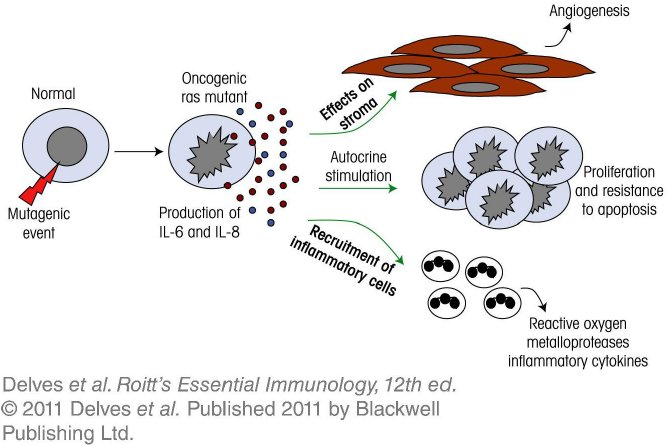 Normal
Mutagenic
event
Oncogenic
ras mutant
Production of
IL-6 and IL-8
Effects on
stroma
Angiogenesis
Autocrine
stimulation
Proliferation
and resistance
to apoptosis
Recruitment of
inflammatory cells
Reactive oxygen
metalloproteases
inflammatory cytokines
Delves et al. Roitt's Essential Immunology, 12th ed.
© 2011 Delves et al. Published 2011 by Blackwell
Publishing Ltd.